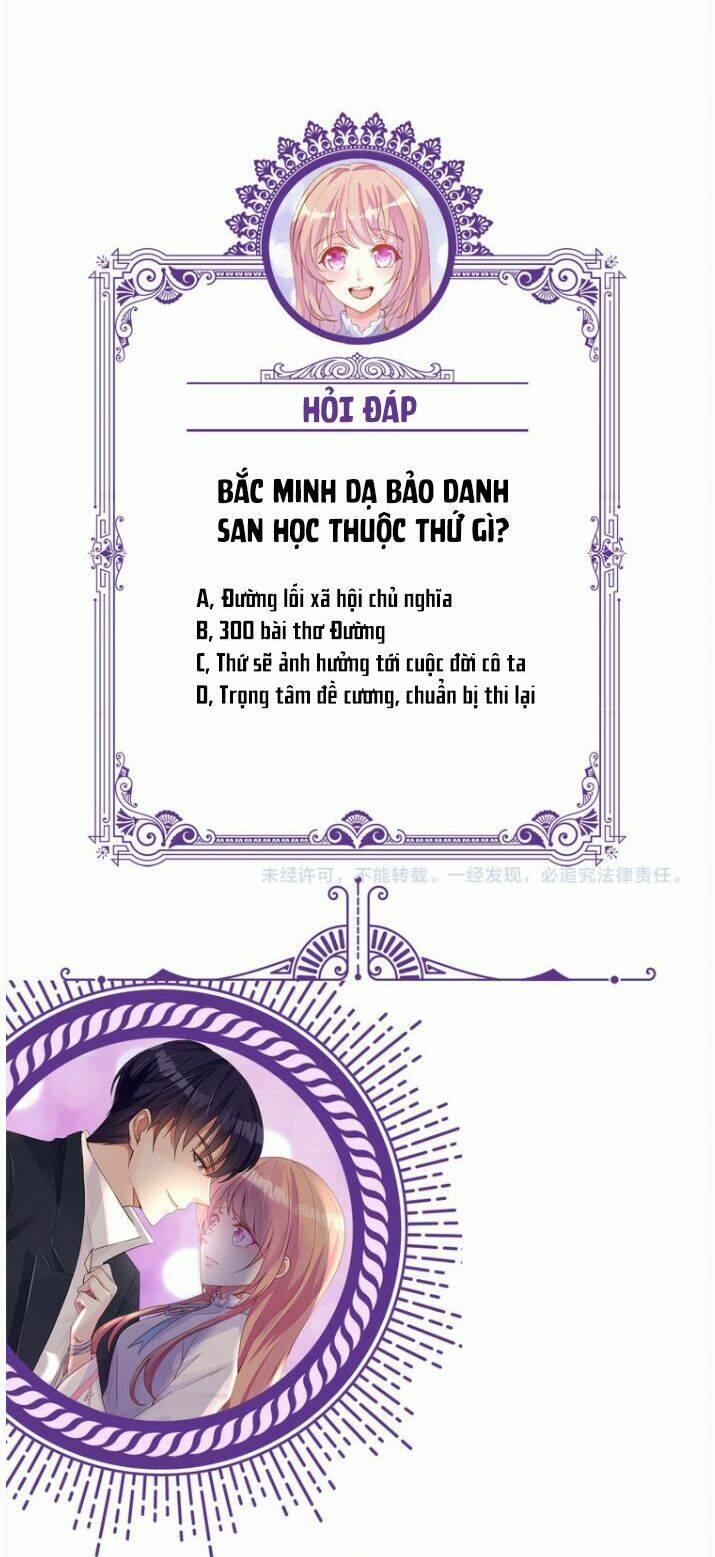 HỎI ĐÁP
BẮC MINH DẠ BẢO DANH
SAN HỌC THUỘC THỨ GÌ?
A, Đường lối xã hội chủ nghĩa
B, 300 bài thơ Đường
C, Thứ sẽ ảnh hưởng tới cuộc đời cô ta
D, Trọng tâm đề cương, chuẩn bị thi lại
未经许可，不能转载。一经发现，必追究法律责任。